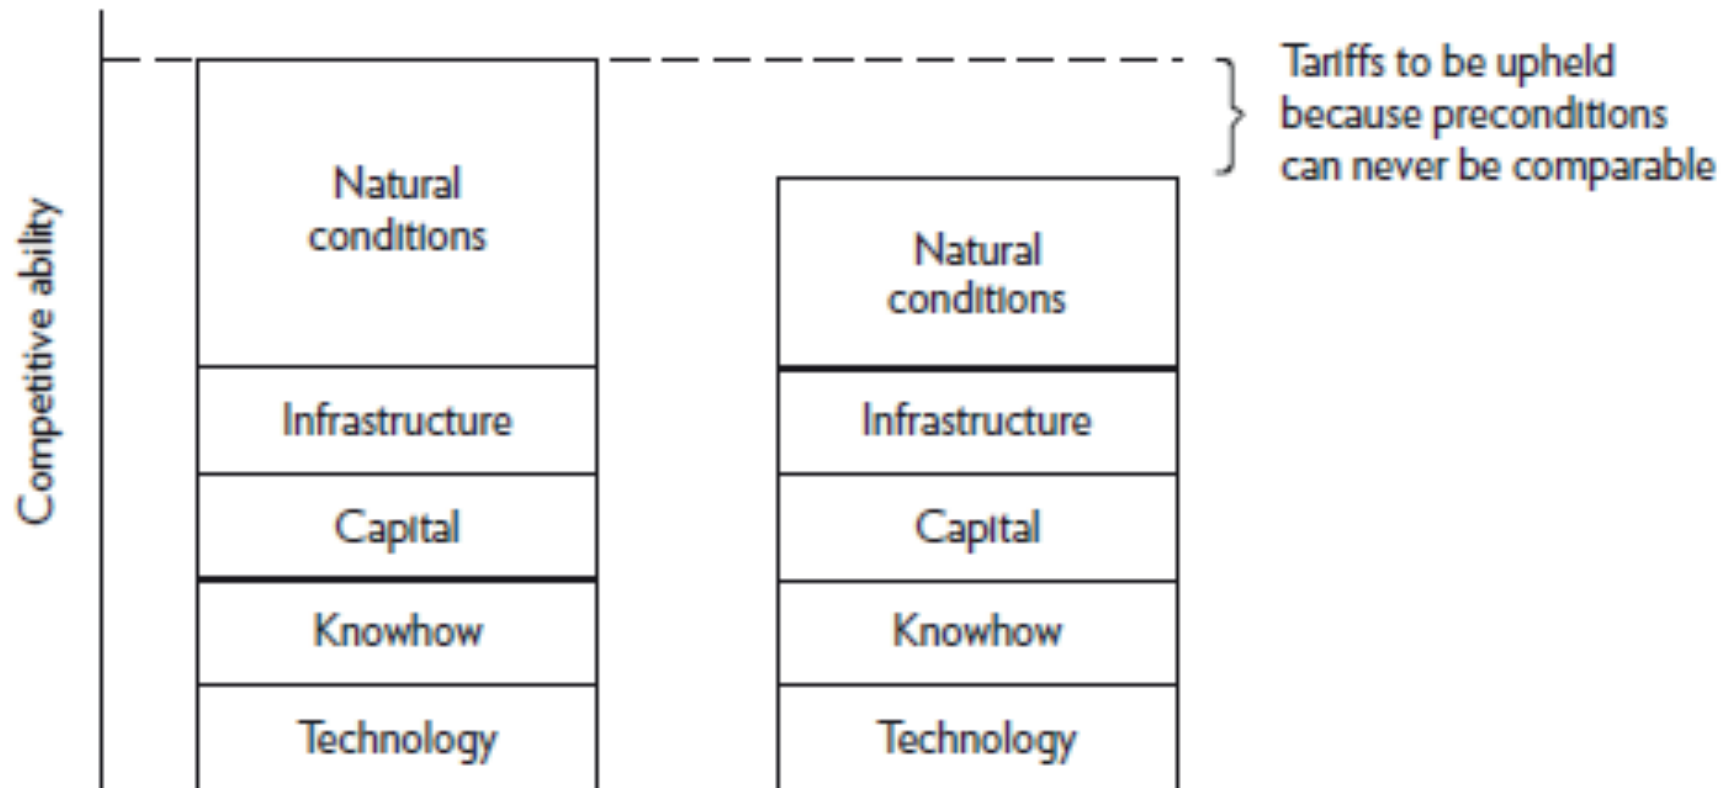 Competitive ability
Natural
conditions
Infrastructure
Capital
Knowhow
Technology
Natural
conditions
Infrastructure
Capital
Knowhow
Technology
Tariffs to be upheld
because preconditions
can never be comparable